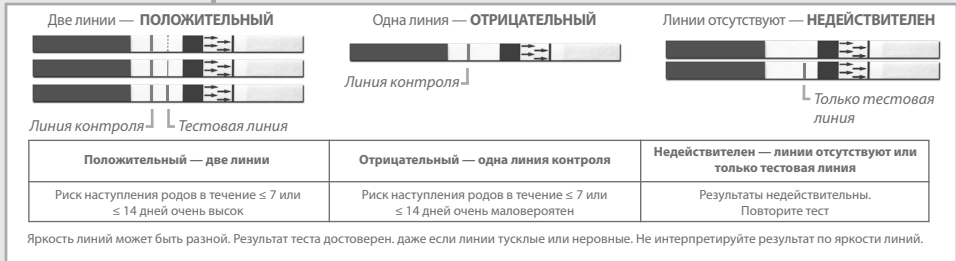 Две линии — ПОЛОЖИТЕЛЬНЫЙ
Линия контроля
Тестовая линия
Одна линия — ОТРИЦАТЕЛЬНЫЙ
Линия контроля
Линии отсутствуют — НЕДЕЙСТВИТЕЛЕН
Только тестовая
линия
Положительный — две линии
Отрицательный — одна линия контроля
Недействителен — линии отсутствуют или
только тестовая линия
Риск наступления родов в течение ≤ 7 или
≤ 14 дней очень высок
Риск наступления родов в течение ≤ 7 или
≤ 14 дней очень маловероятен
Результаты недействительны.
Повторите тест
Яркость линий может быть разной. Результат теста достоверен. даже если линии тусклые или неровные. Не интерпретируйте результат по яркости линий.